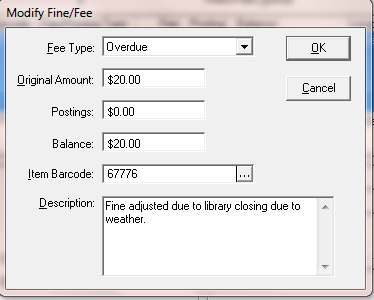 Modify Fine/Fee
Fee Type: Overdue
OK
Original Amount: $20.00
Cancel
Postings: $0.00
Balance: $20.00
Item Barcode: 67776 ...
Description: Fine adjusted due to library closing due to
weather.